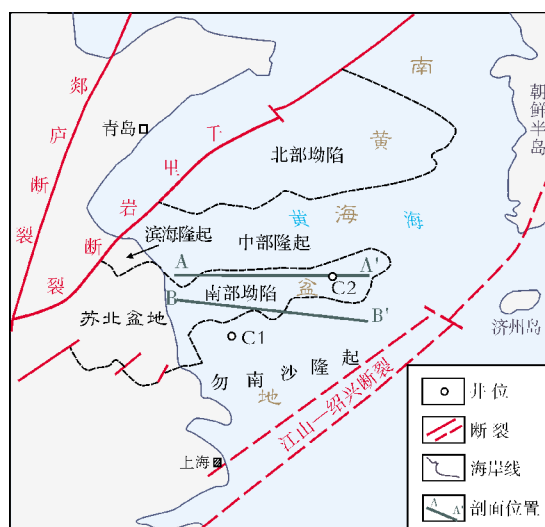 南黄海盆地
朝鲜半岛
郯庐断裂
青岛
千里岩断裂
北部坳陷
黄海
滨海隆起
中部隆起
A
A'
C2
南部坳陷
B
B'
苏北盆地
C1
济州岛
勿南沙隆起
江山—绍兴断裂
上海
井位
断裂
海岸线
A
A'
剖面位置